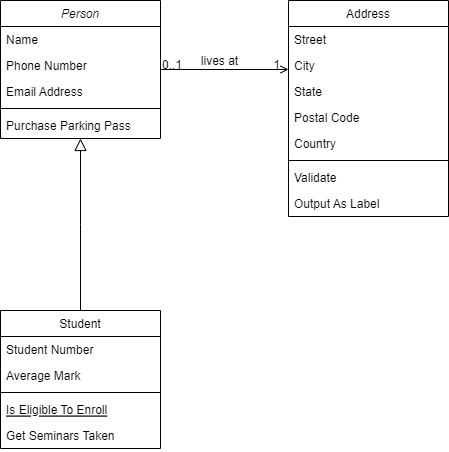 Person
Name
Phone Number
Email Address
Purchase Parking Pass
0..1 lives at 1
Address
Street
City
State
Postal Code
Country
Validate
Output As Label
Student
Student Number
Average Mark
Is Eligible To Enroll
Get Seminars Taken